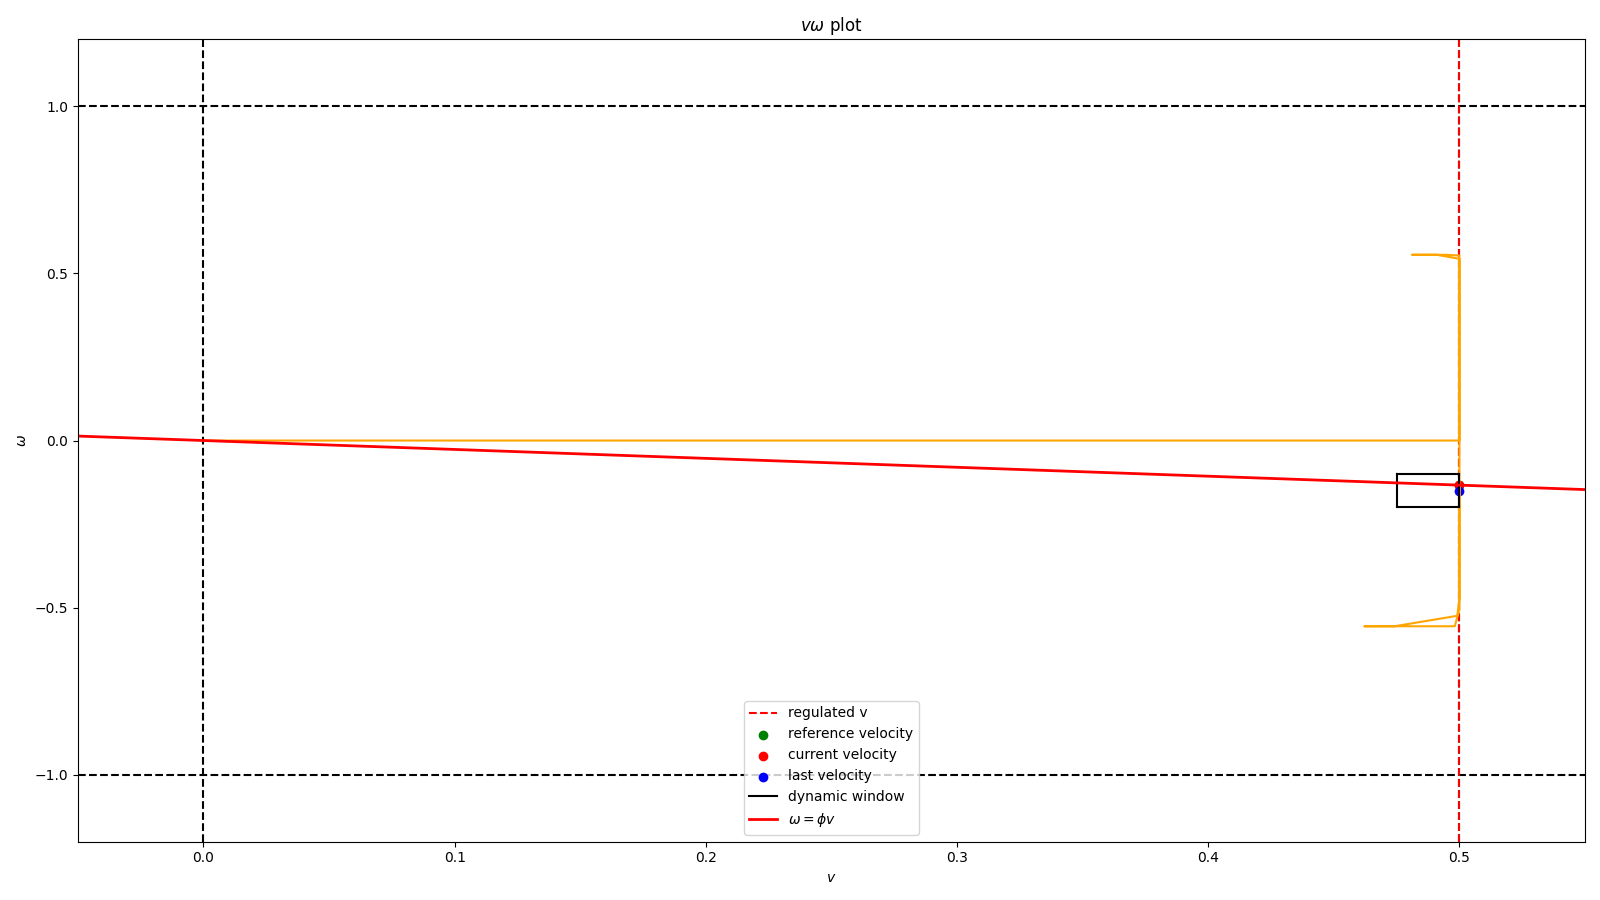 vω plot
1.0
0.5
0.0
−0.5
−1.0
ω
0.0 0.1 0.2 0.3 0.4 0.5
v
regulated v
reference velocity
current velocity
last velocity
dynamic window
ω = ϕv